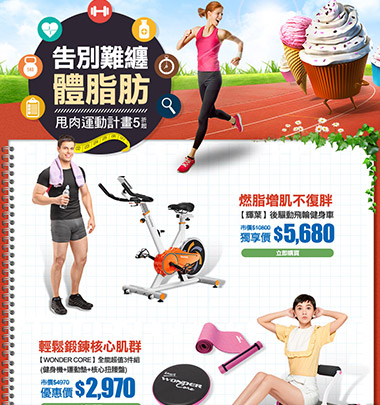 告別難纏
體脂肪
甩肉運動計畫5折起
燃脂增肌不復胖
【輝葉】後驅動飛輪健身車
市價$10800
獨享價 $5,680
立即購買
輕鬆鍛鍊核心肌群
【WONDER CORE】全能超值3件組
(健身機+運動墊+核心扭腰盤)
市價$4970
優惠價 $2,970
WONDER
Core